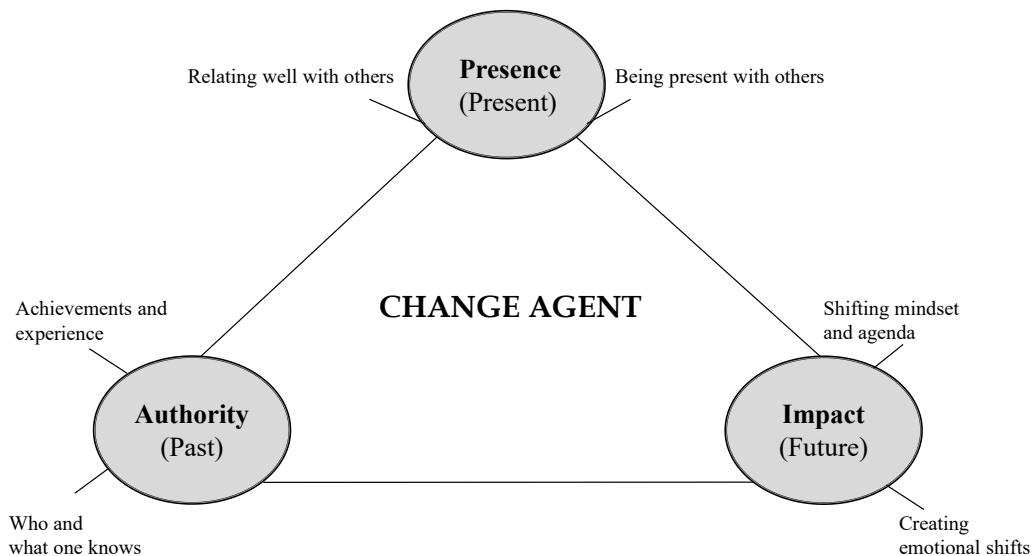 Presence
(Present)
Relating well with others
Being present with others
CHANGE AGENT
Achievements and
experience
Shifting mindset
and agenda
Authority
(Past)
Impact
(Future)
Who and
what one knows
Creating
emotional shifts